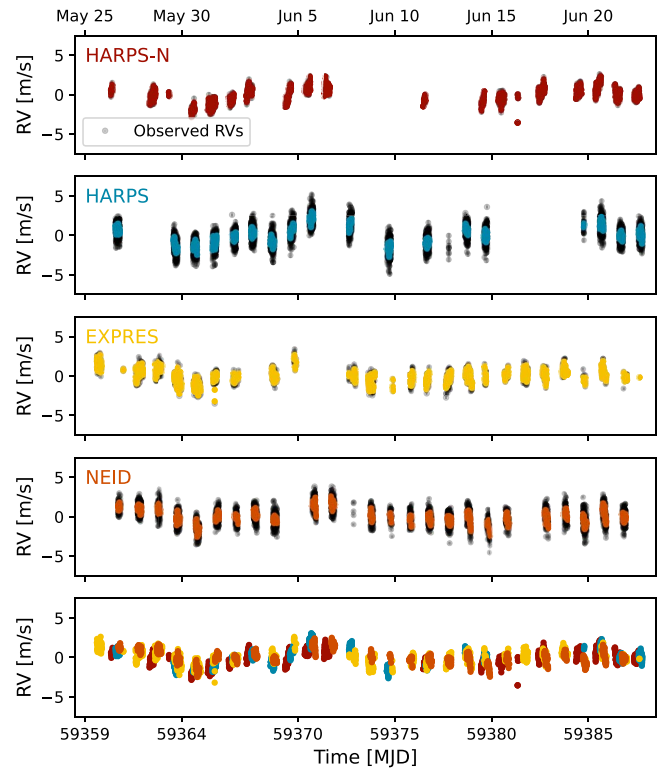 May 25 May 30 Jun 5 Jun 10 Jun 15 Jun 20
HARPS-N
5
0
−5
RV [m/s]
Observed RVs
HARPS
5
0
−5
RV [m/s]
EXPRES
5
0
−5
RV [m/s]
NEID
5
0
−5
RV [m/s]
5
0
−5
RV [m/s]
59359 59364 59370 59375 59380 59385
Time [MJD]